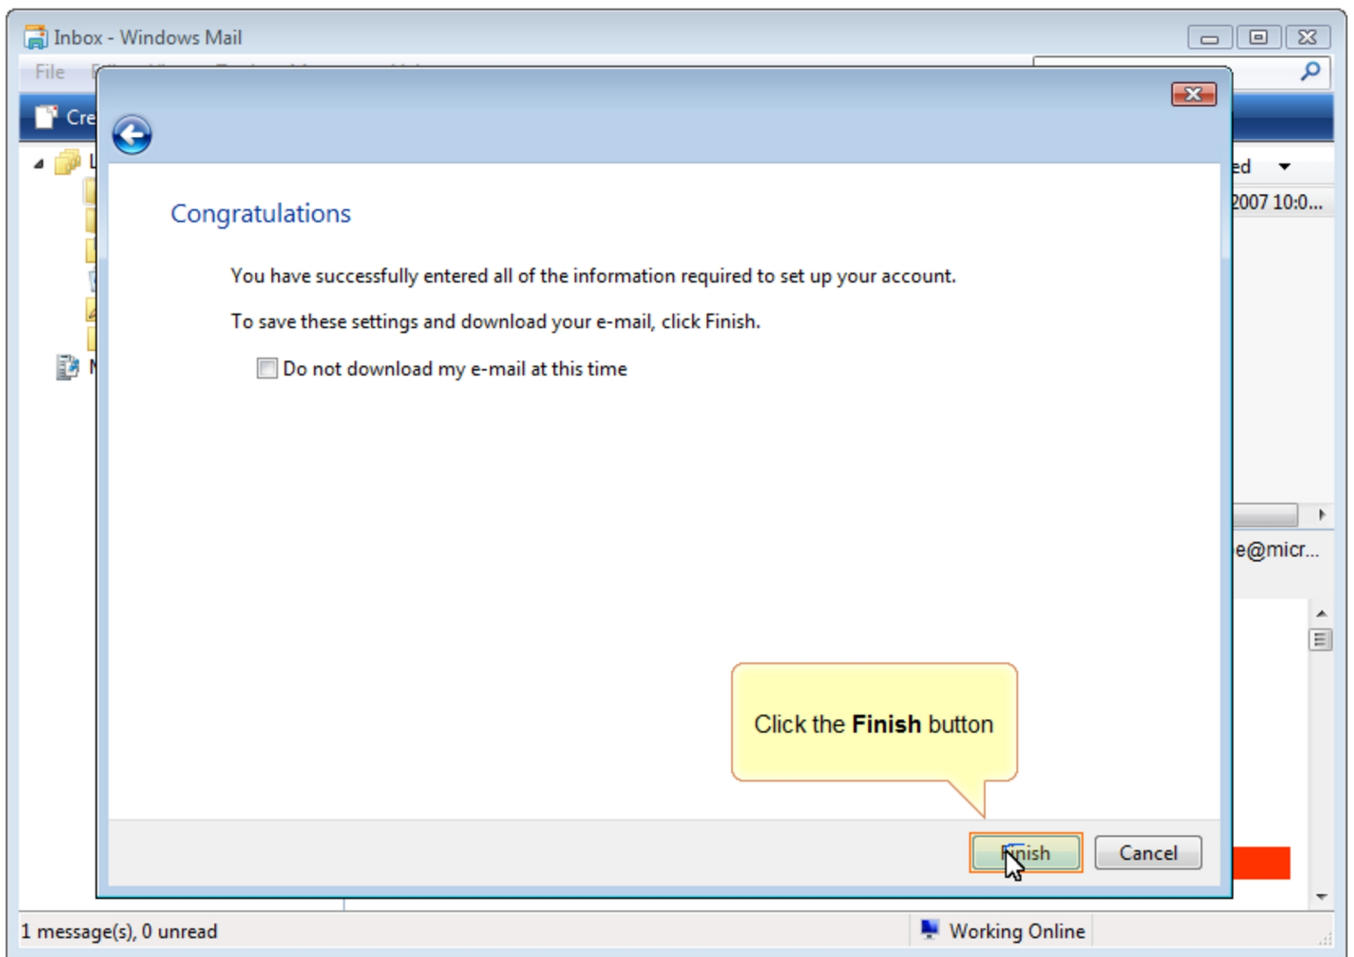 Inbox - Windows Mail
File
Cre
ed
2007 10:0...
Congratulations
You have successfully entered all of the information required to set up your account.
To save these settings and download your e-mail, click Finish.
Do not download my e-mail at this time
e@micr...
Click the Finish button
Finish
Cancel
1 message(s), 0 unread
Working Online